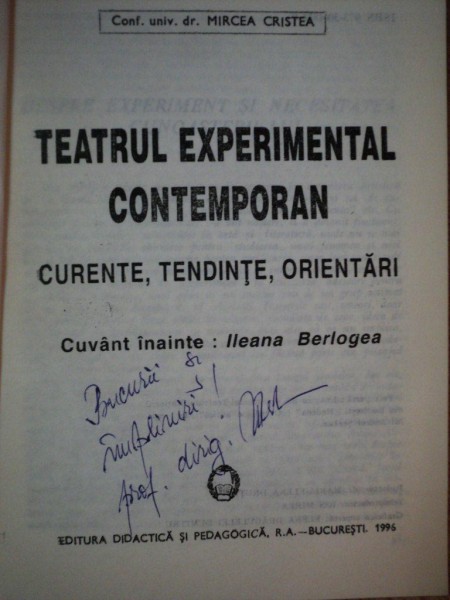 Conf. univ. dr. MIRCEA CRISTEA
TEATRUL EXPERIMENTAL
CONTEMPORAN
CURENTE, TENDINȚE, ORIENTĂRI
Cuvânt înainte : Ileana Berlogea
Bucurii și
împliniri!
prof. dirig.
EDITURA DIDACTICĂ ȘI PEDAGOGICĂ, R.A.—BUCUREȘTI. 1996